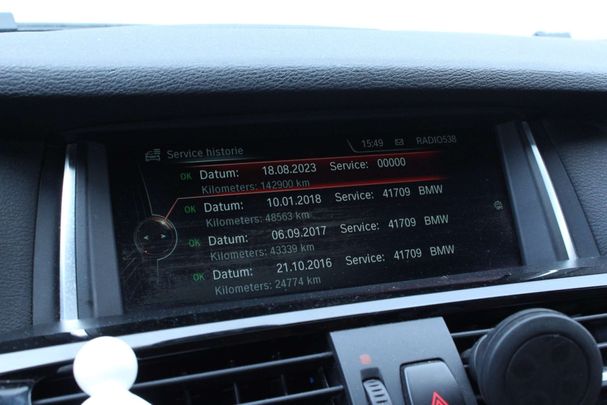 Service historie 15:49 RADIO538
OK Datum: 18.08.2023 Service: 00000
Kilometers: 142900 km
OK Datum: 10.01.2018 Service: 41709 BMW
Kilometers: 48563 km
OK Datum: 06.09.2017 Service: 41709 BMW
Kilometers: 43339 km
OK Datum: 21.10.2016 Service: 41709 BMW
Kilometers: 24774 km